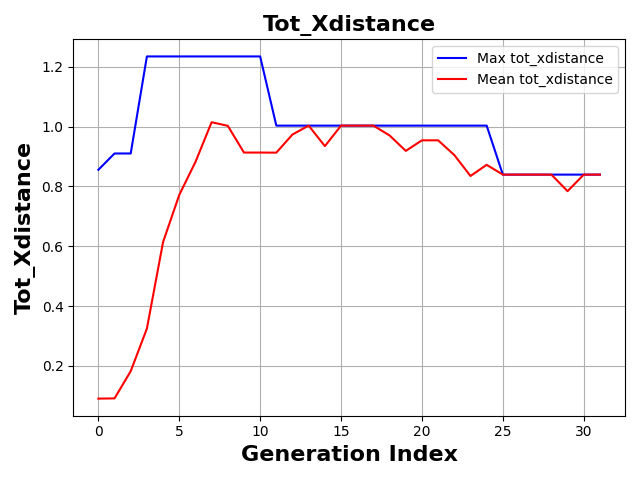 Tot_Xdistance
Max tot_xdistance
Mean tot_xdistance
Tot_Xdistance
1.2
1.0
0.8
0.6
0.4
0.2
0
5
10
15
20
25
30
Generation Index